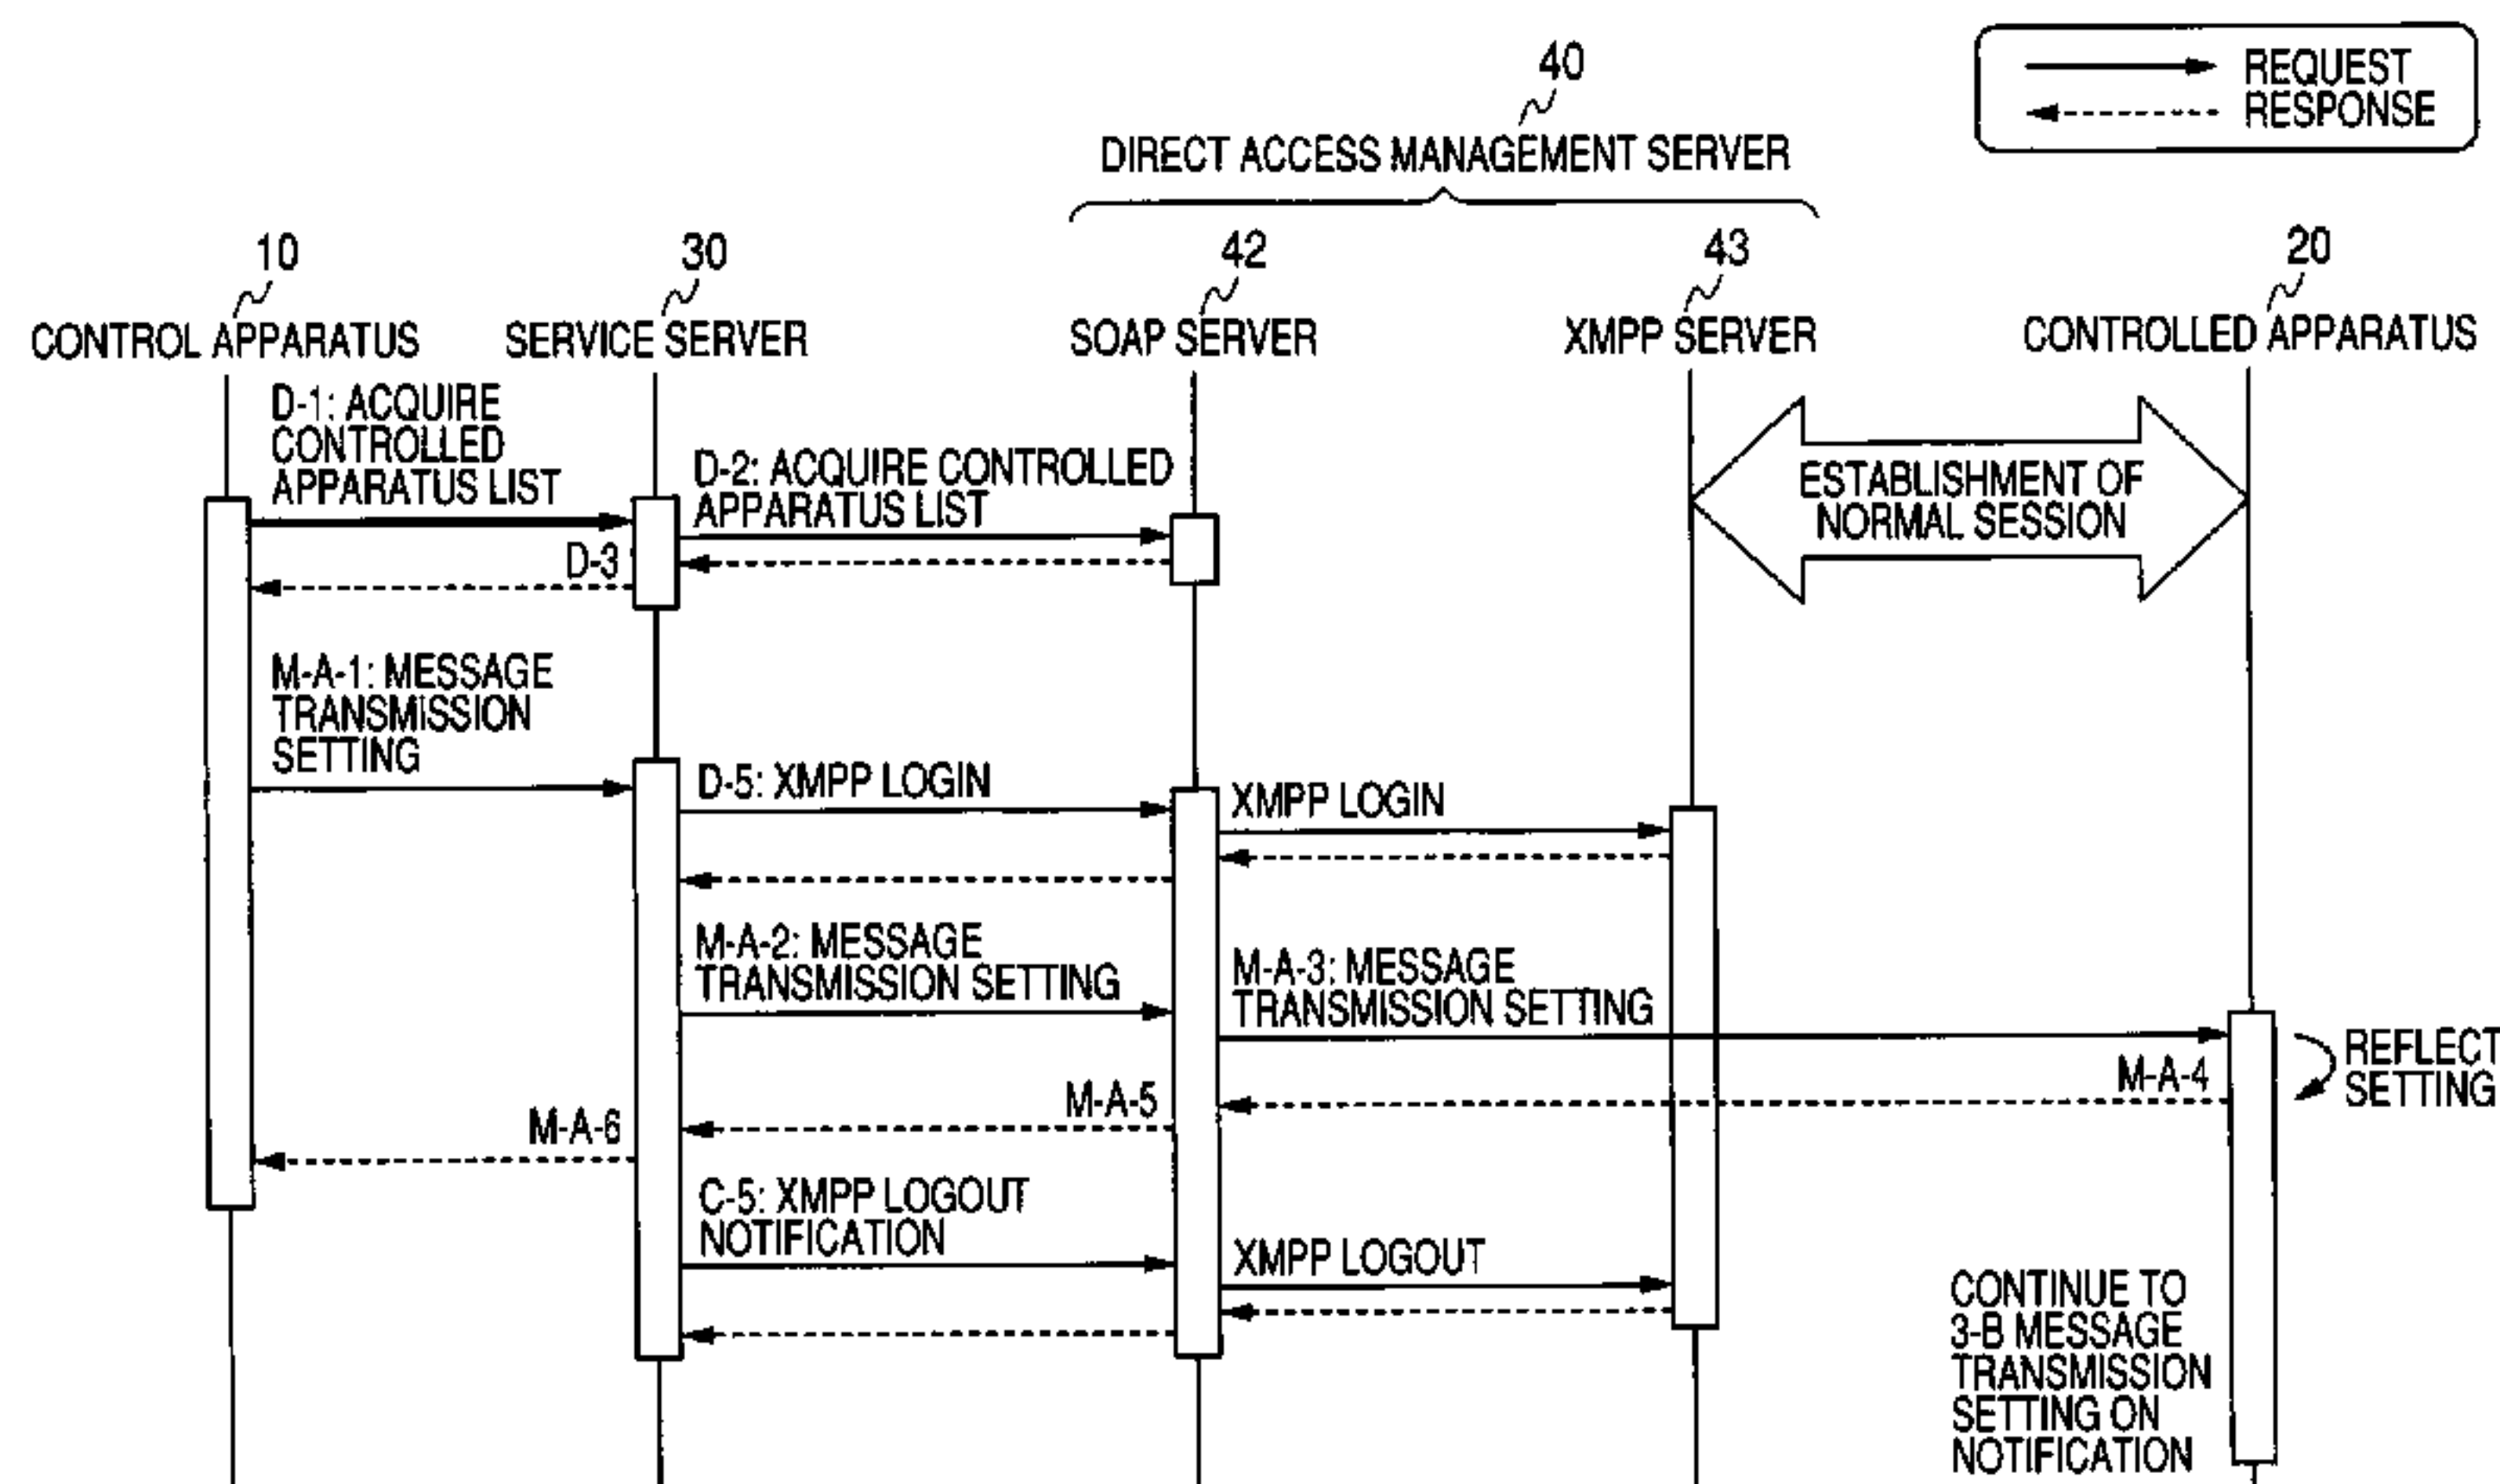 REQUEST
RESPONSE
40
DIRECT ACCESS MANAGEMENT SERVER
10
30
42
43
20
CONTROL APPARATUS
SERVICE SERVER
SOAP SERVER
XMPP SERVER
CONTROLLED APPARATUS
D-1: ACQUIRE
CONTROLLED
APPARATUS LIST
D-2: ACQUIRE CONTROLLED
APPARATUS LIST
ESTABLISHMENT OF
NORMAL SESSION
D-3
M-A-1: MESSAGE
TRANSMISSION
SETTING
D-5: XMPP LOGIN
XMPP LOGIN
M-A-2: MESSAGE
TRANSMISSION SETTING
M-A-3: MESSAGE
TRANSMISSION SETTING
REFLECT
SETTING
M-A-4
M-A-5
M-A-6
C-5: XMPP LOGOUT
NOTIFICATION
XMPP LOGOUT
CONTINUE TO
3-B MESSAGE
TRANSMISSION
SETTING ON
NOTIFICATION